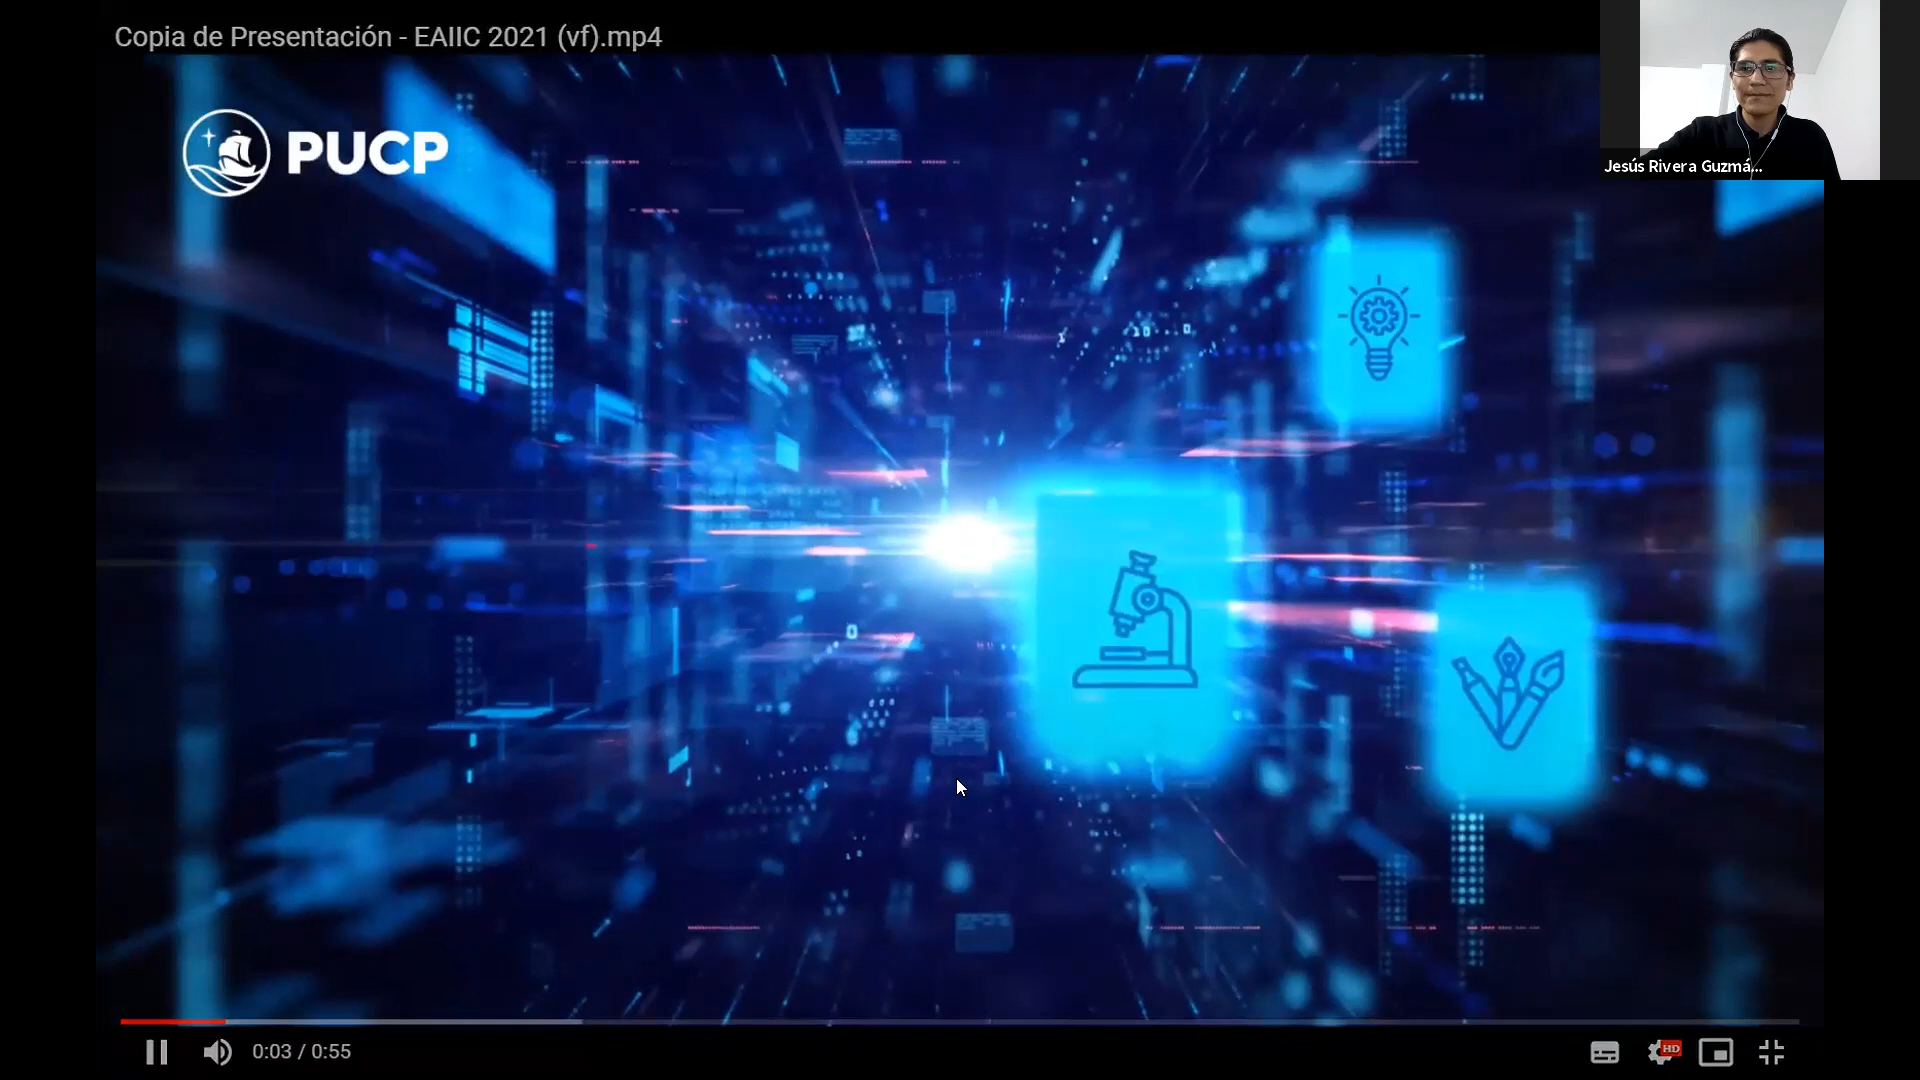 Copia de Presentación - EAIIC 2021 (vf).mp4
PUCP
Jesús Rivera Guzmá...
0:03 / 0:55
HD